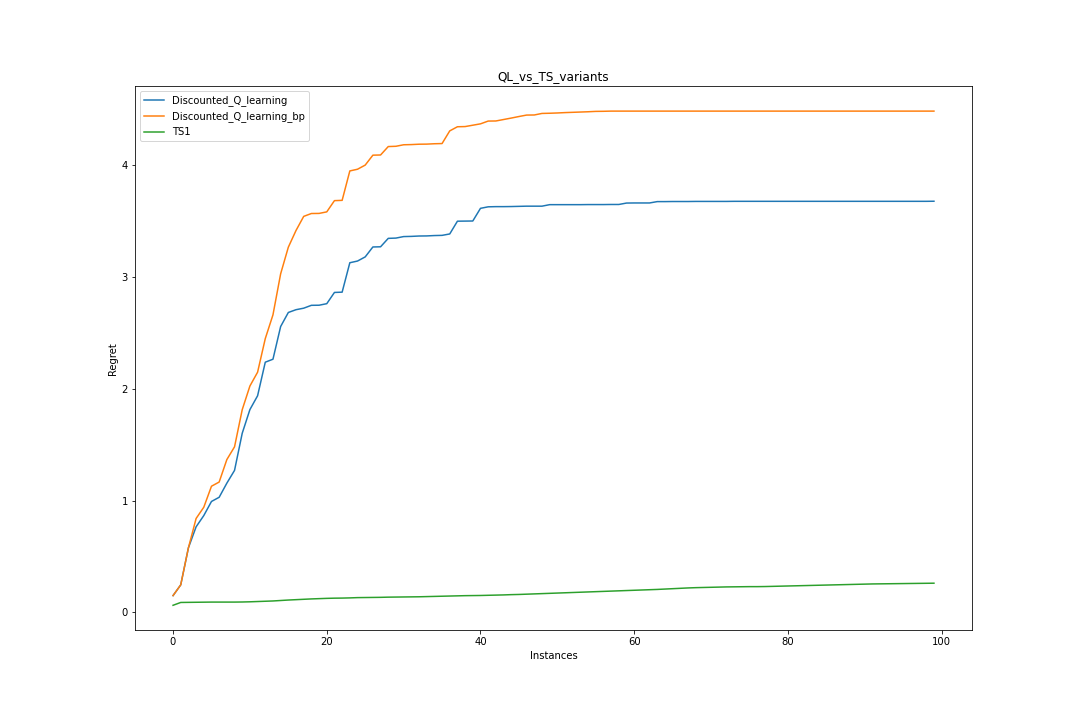 QL_vs_TS_variants
Discounted_Q_learning
Discounted_Q_learning_bp
TS1
Regret
4
3
2
1
0
0 20 40 60 80 100
Instances